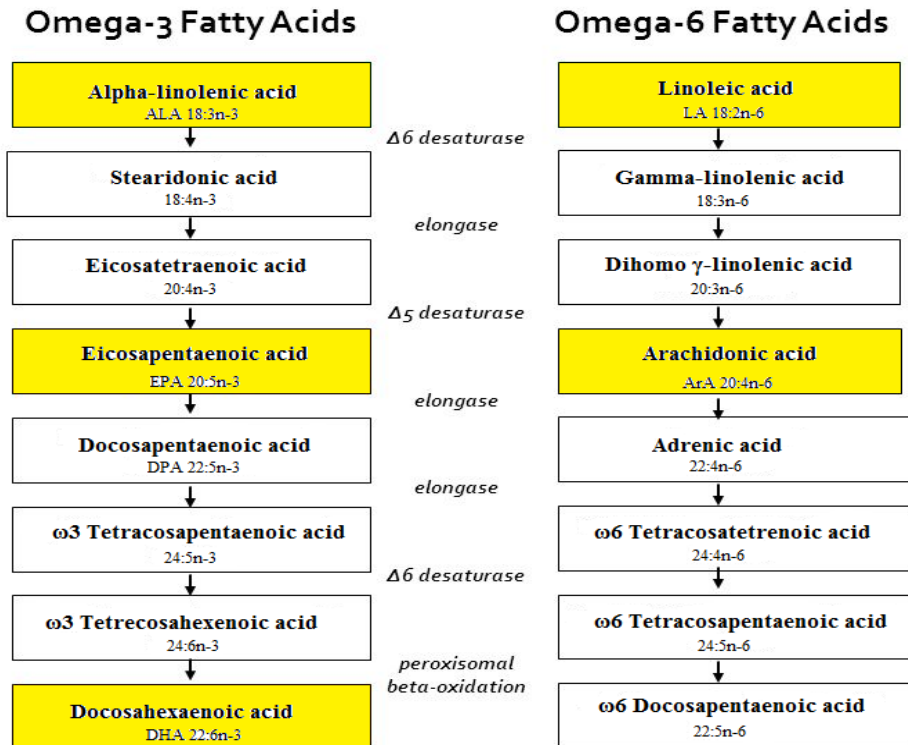 Omega-3 Fatty Acids
Omega-6 Fatty Acids
Alpha-linolenic acid
ALA 18:3n-3
Linoleic acid
LA 18:2n-6
Δ6 desaturase
Stearidonic acid
18:4n-3
Gamma-linolenic acid
18:3n-6
elongase
Eicosatetraenoic acid
20:4n-3
Dihomo γ-linolenic acid
20:3n-6
Δ5 desaturase
Eicosapentaenoic acid
EPA 20:5n-3
Arachidonic acid
ArA 20:4n-6
elongase
Docosapentaenoic acid
DPA 22:5n-3
Adrenic acid
22:4n-6
elongase
ω3 Tetracosapentaenoic acid
24:5n-3
ω6 Tetracosatetrenoic acid
24:4n-6
Δ6 desaturase
ω3 Tetrecosahexenoic acid
24:6n-3
ω6 Tetracosapentaenoic acid
24:5n-6
peroxisomal
beta-oxidation
Docosahexaenoic acid
DHA 22:6n-3
ω6 Docosapentaenoic acid
22:5n-6